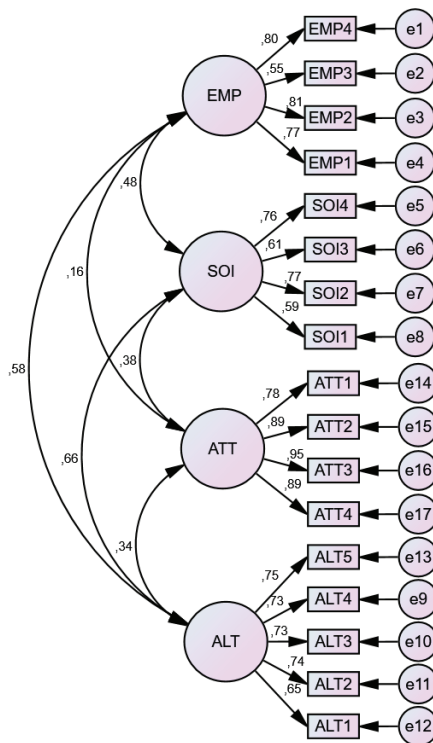 EMP4
e1
,80
EMP3
e2
,55
EMP
,81
EMP2
e3
,77
EMP1
e4
,48
SOI4
e5
,76
SOI3
e6
,61
SOI
,77
SOI2
e7
,59
SOI1
e8
,16
,58
,38
ATT1
e14
,78
ATT2
e15
,89
ATT
,95
ATT3
e16
,89
ATT4
e17
,66
,34
ALT5
e13
,75
ALT4
e9
,73
ALT
,73
ALT3
e10
,74
ALT2
e11
,65
ALT1
e12